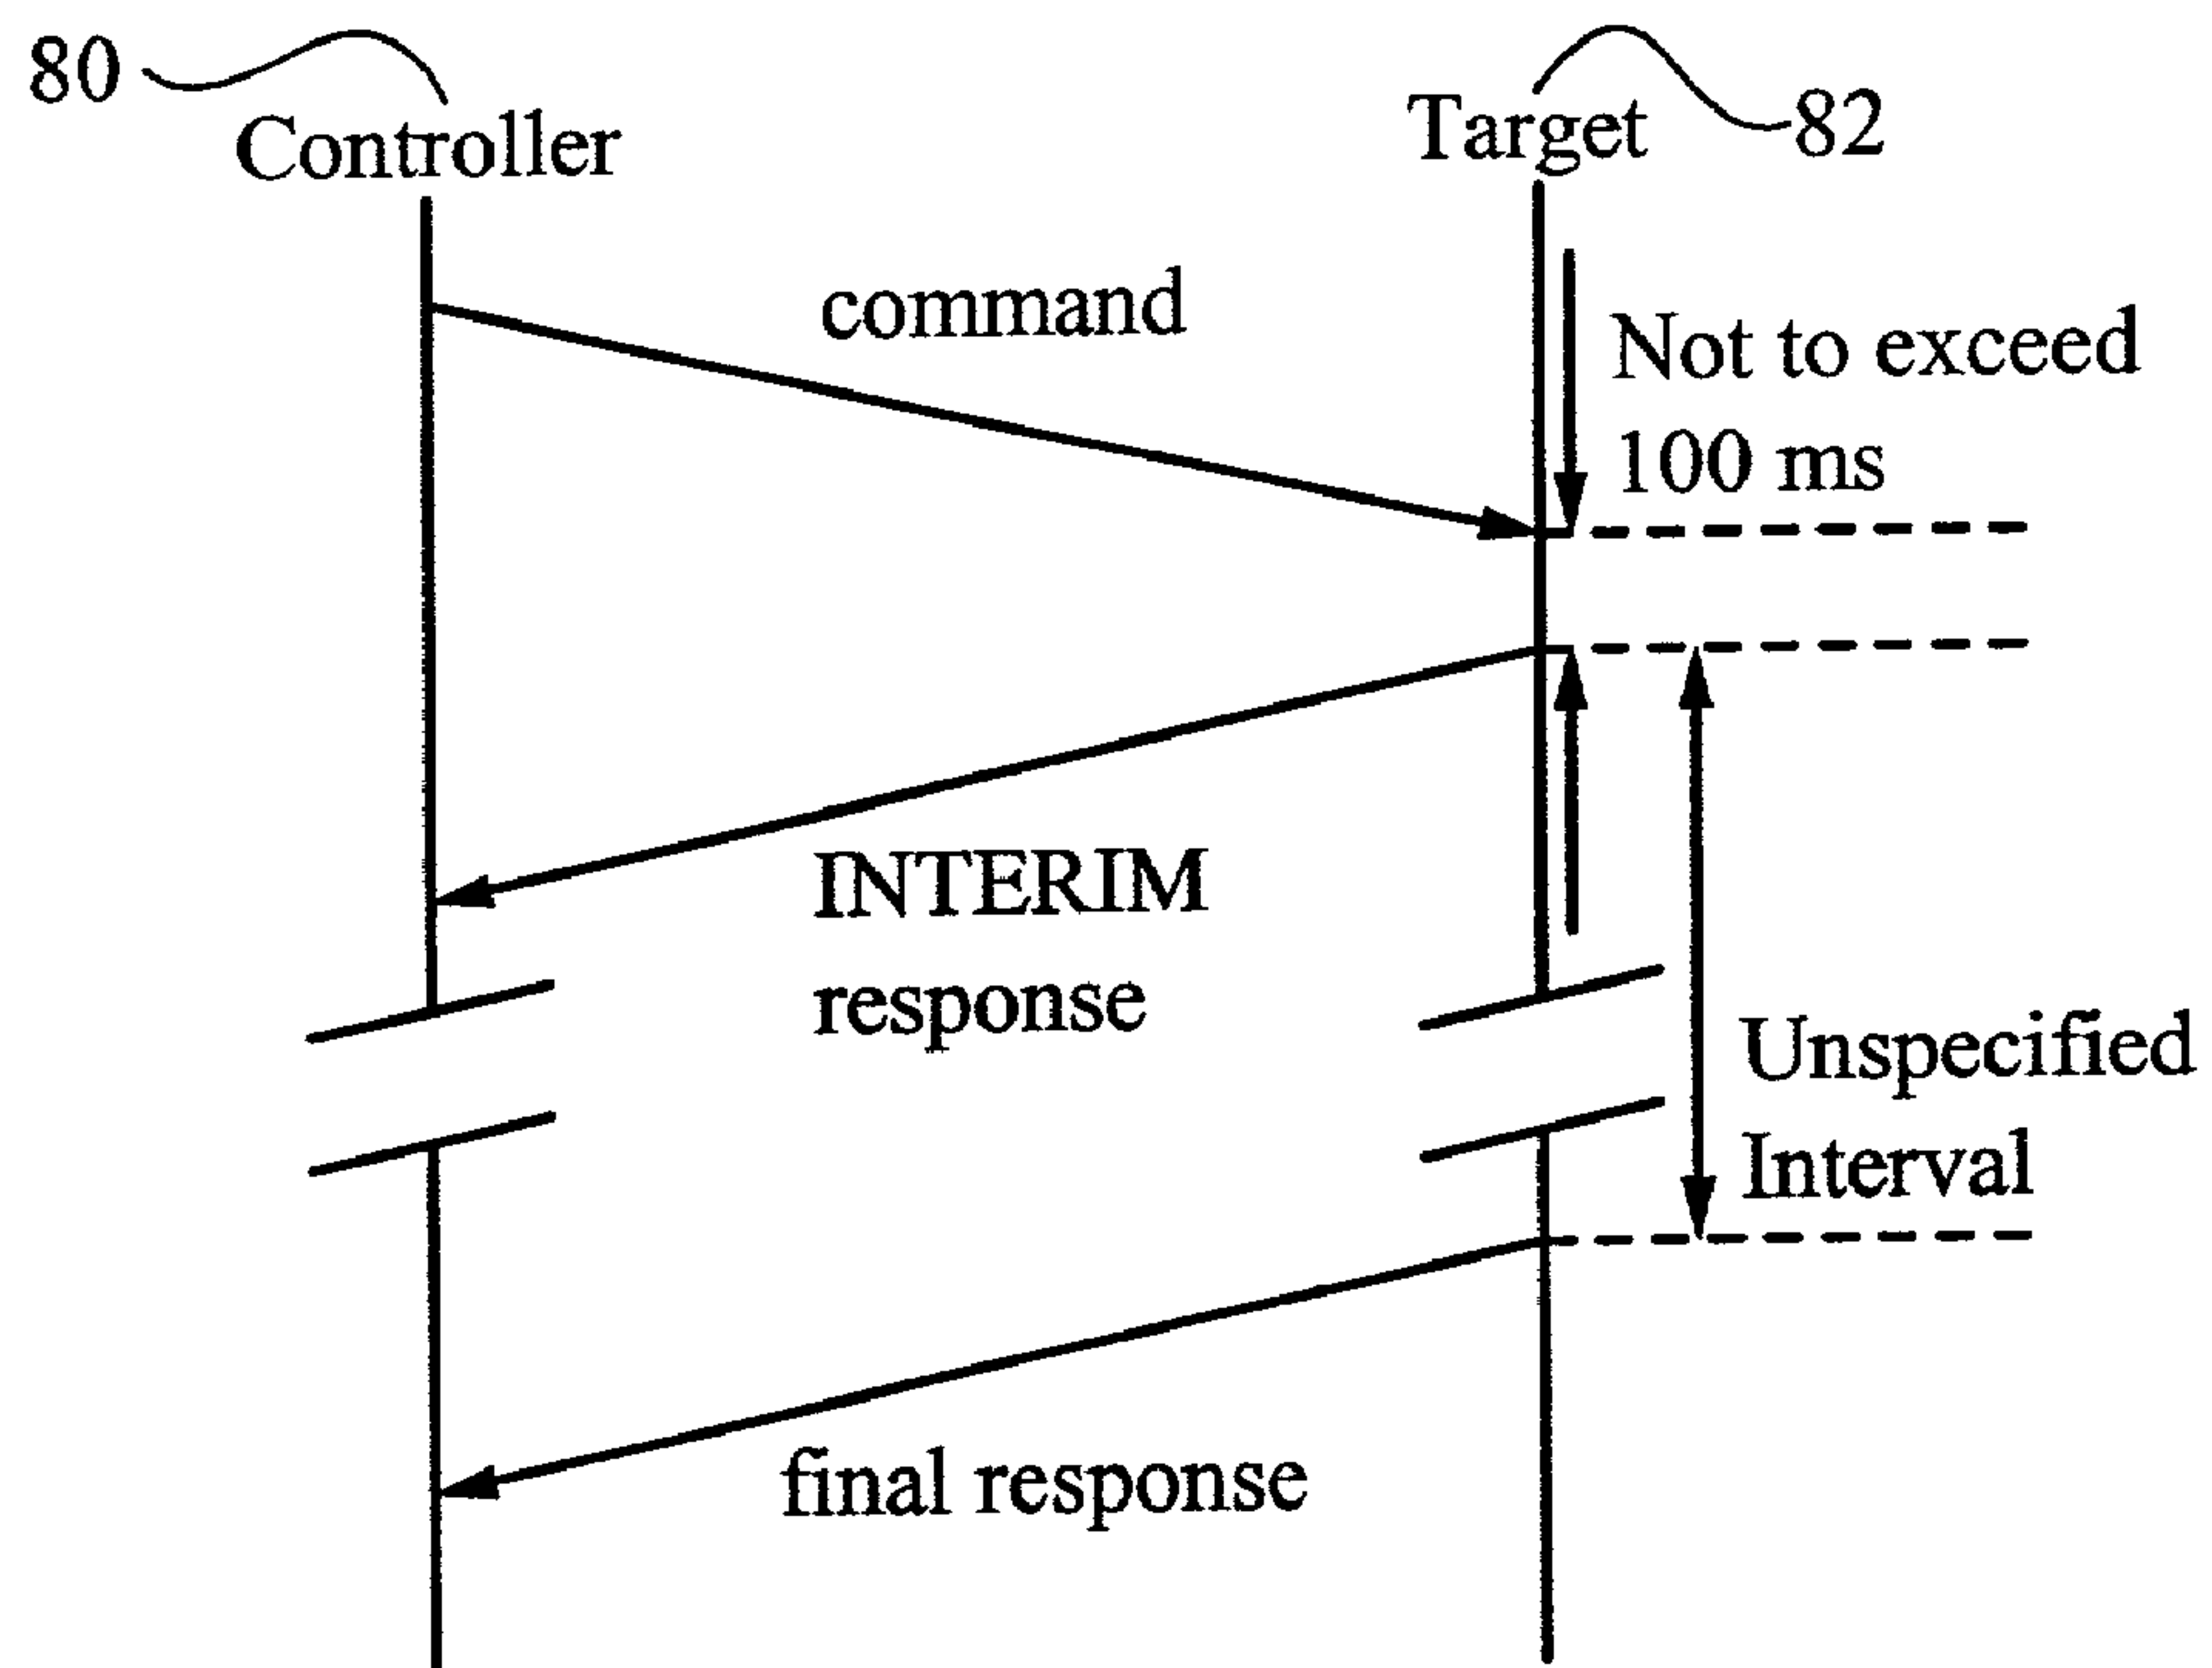 80
Controller
Target
82
command
Not to exceed
100 ms
INTERIM
response
Unspecified
Interval
final response